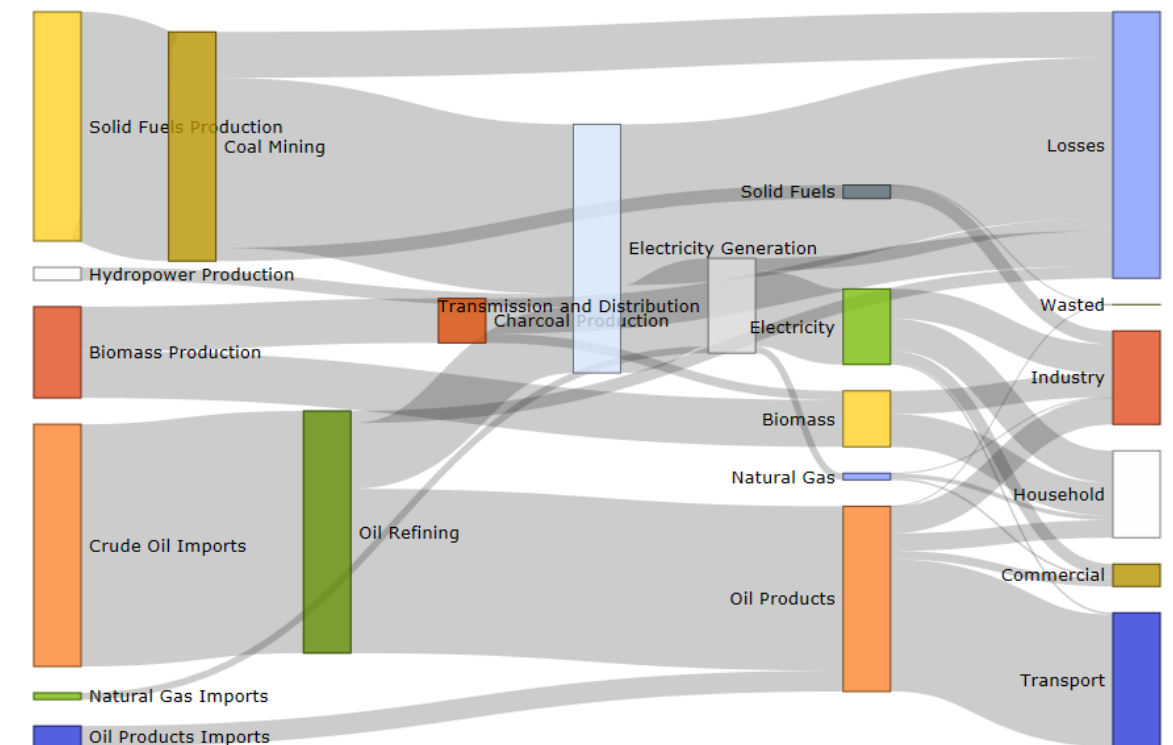 Solid Fuels Production
Coal Mining
Losses
Solid Fuels
Electricity Generation
Hydropower Production
Transmission and Distribution
Wasted
Charcoal Production
Electricity
Biomass Production
Industry
Biomass
Natural Gas
Household
Oil Refining
Crude Oil Imports
Commercial
Oil Products
Transport
Natural Gas Imports
Oil Products Imports